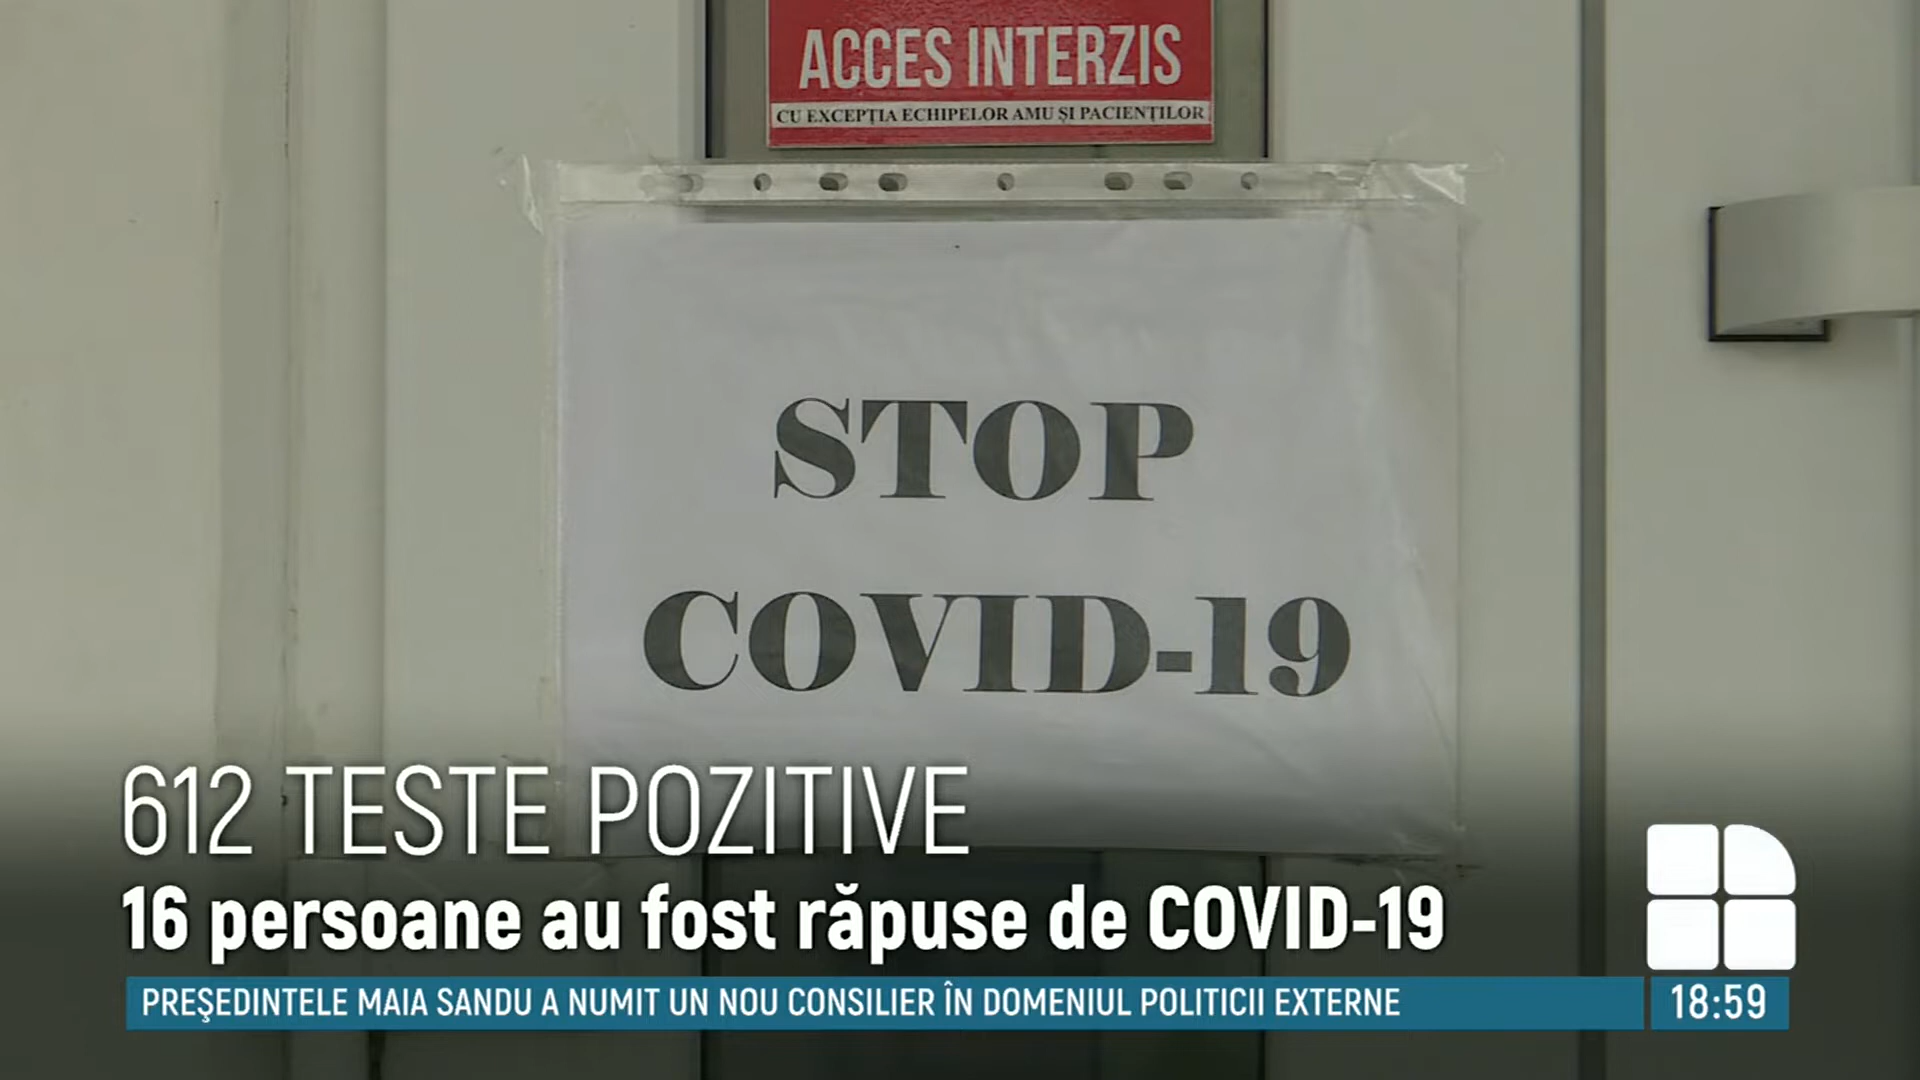 ACCES INTERZIS
CU EXCEPȚIA ECHIPELOR AMU ȘI PACIENȚILOR
STOP
COVID-19
612 TESTE POZITIVE
16 persoane au fost răpuse de COVID-19
PREŞEDINTELE MAIA SANDU A NUMIT UN NOU CONSILIER ÎN DOMENIUL POLITICII EXTERNE
18:59